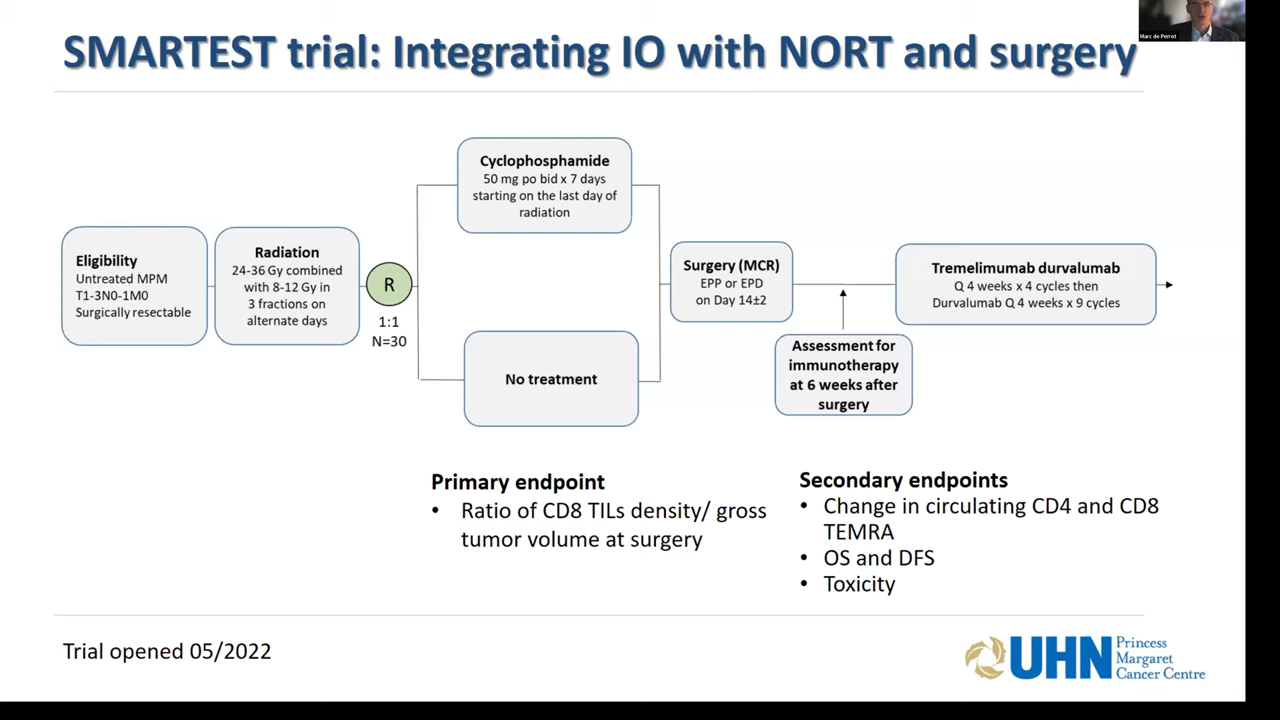 Marc de Perrot
SMARTEST trial: Integrating IO with NORT and surgery
Eligibility
Untreated MPM
T1-3N0-1M0
Surgically resectable
Radiation
24-36 Gy combined
with 8-12 Gy in
3 fractions on
alternate days
R
1:1
N=30
Cyclophosphamide
50 mg po bid x 7 days
starting on the last day of
radiation
No treatment
Surgery (MCR)
EPP or EPD
on Day 14±2
Assessment for
immunotherapy
at 6 weeks after
surgery
Tremelimumab durvalumab
Q 4 weeks x 4 cycles then
Durvalumab Q 4 weeks x 9 cycles
Primary endpoint
• Ratio of CD8 TILs density/ gross
tumor volume at surgery
Secondary endpoints
• Change in circulating CD4 and CD8
TEMRA
• OS and DFS
• Toxicity
Trial opened 05/2022
UHN
Princess
Margaret
Cancer Centre